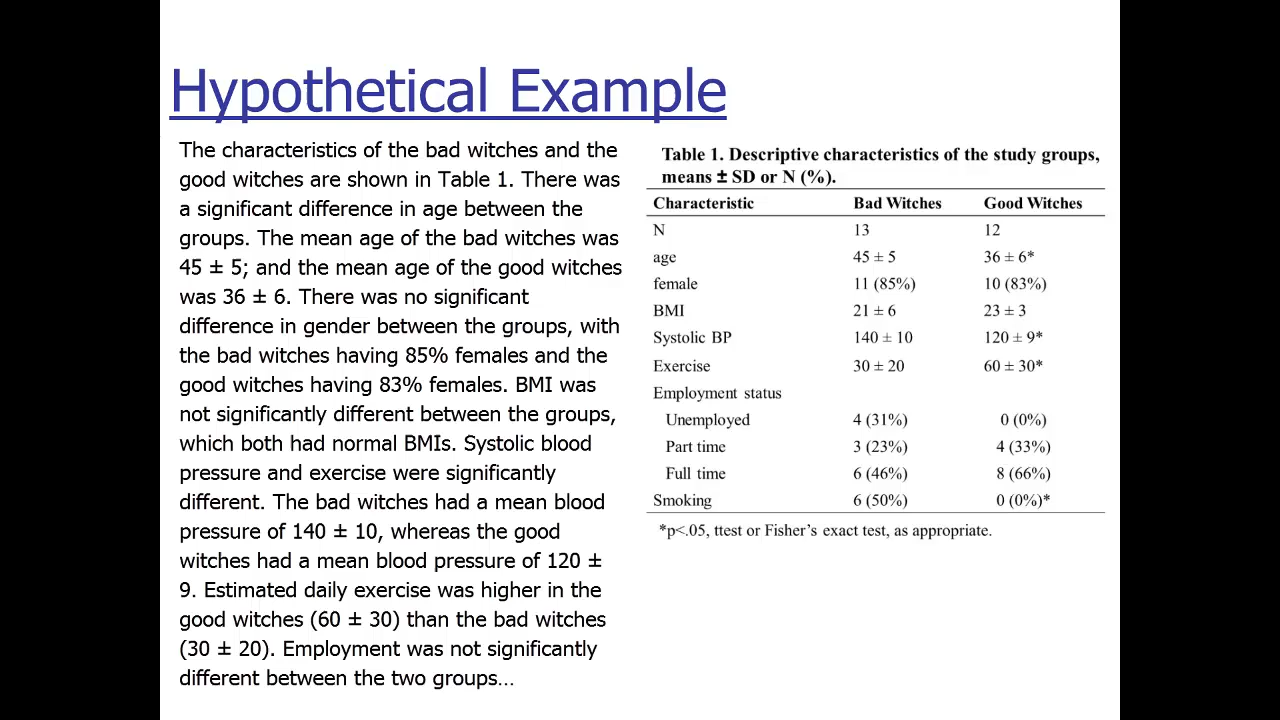 Hypothetical Example
The characteristics of the bad witches and the
good witches are shown in Table 1. There was
a significant difference in age between the
groups. The mean age of the bad witches was
45 ± 5; and the mean age of the good witches
was 36 ± 6. There was no significant
difference in gender between the groups, with
the bad witches having 85% females and the
good witches having 83% females. BMI was
not significantly different between the groups,
which both had normal BMIs. Systolic blood
pressure and exercise were significantly
different. The bad witches had a mean blood
pressure of 140 ± 10, whereas the good
witches had a mean blood pressure of 120 ±
9. Estimated daily exercise was higher in the
good witches (60 ± 30) than the bad witches
(30 ± 20). Employment was not significantly
different between the two groups…
Table 1. Descriptive characteristics of the study groups,
means ± SD or N (%).
Characteristic Bad Witches Good Witches
N 13 12
age 45 ± 5 36 ± 6*
female 11 (85%) 10 (83%)
BMI 21 ± 6 23 ± 3
Systolic BP 140 ± 10 120 ± 9*
Exercise 30 ± 20 60 ± 30*
Employment status
Unemployed 4 (31%) 0 (0%)
Part time 3 (23%) 4 (33%)
Full time 6 (46%) 8 (66%)
Smoking 6 (50%) 0 (0%)*
*p<.05, ttest or Fisher's exact test, as appropriate.